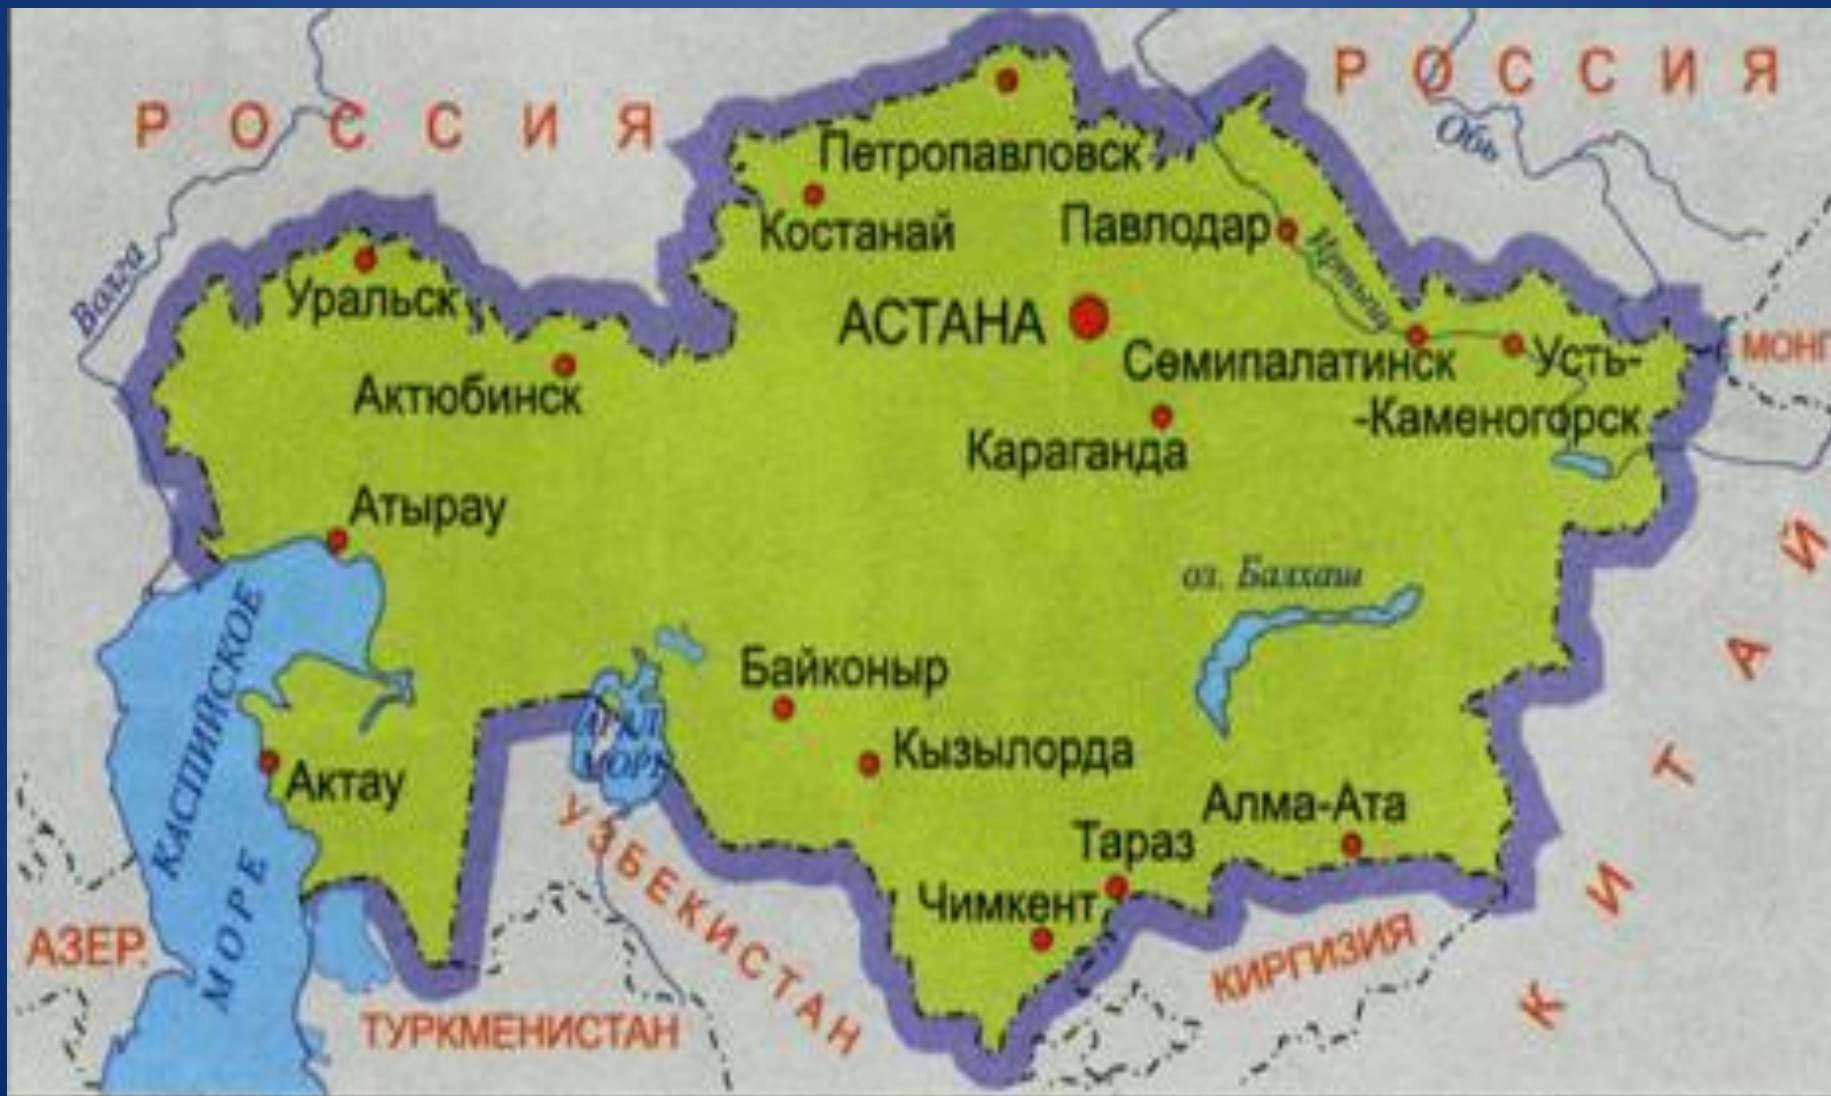 РОССИЯ
РОССИЯ
Обь
Петропавловск
Костанай
Павлодар
Иртыш
Волга
Уральск
АСТАНА
Семипалатинск
Усть-
-Каменогорск
МОНГ
Актюбинск
Караганда
Атырау
оз. Балхаш
КАСПИЙСКОЕ
МОРЕ
Байконыр
АРАЛ
МОРЕ
Кызылорда
Актау
Алма-Ата
Тараз
Чимкент
УЗБЕКИСТАН
КИТАЙ
АЗЕР.
ТУРКМЕНИСТАН
КИРГИЗИЯ